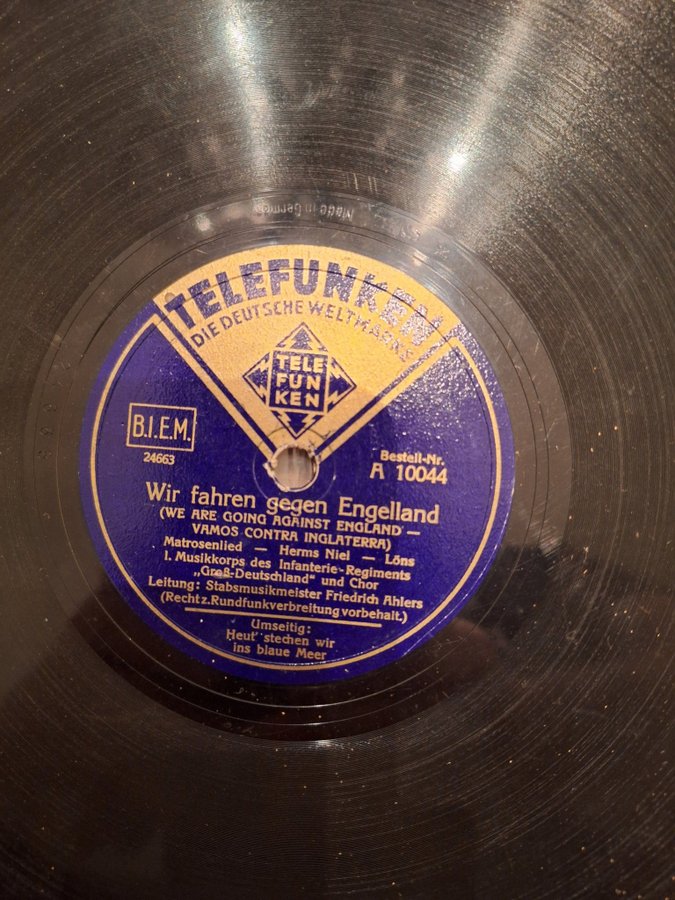 Made in Germany
TELEFUNKEN
DIE DEUTSCHE WELTMARKE
TELE
FUN
KEN
B.I.E.M.
24663
Bestell-Nr.
A 10044
Wir fahren gegen Engelland
(WE ARE GOING AGAINST ENGLAND —
VAMOS CONTRA INGLATERRA)
Matrosenlied — Herms Niel — Löns
I. Musikkorps des Infanterie-Regiments
„Groß-Deutschland" und Chor
Leitung: Stabsmusikmeister Friedrich Ahlers
(Recht z. Rundfunkverbreitung vorbehalt.)
Umseitig:
Heut' stechen wir
ins blaue Meer